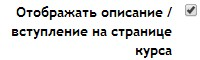 Отображать описание /
вступление на странице
курса